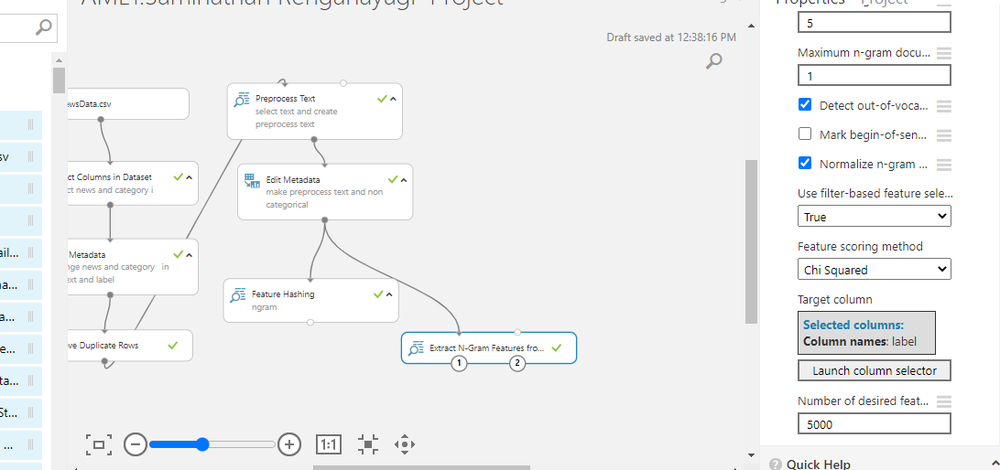 Properties Project
Draft saved at 12:38:16 PM
ewsData.csv
ct Columns in Dataset
ct news and category i
Metadata
nge news and category in
ext and label
ve Duplicate Rows
Preprocess Text
select text and create
preprocess text
Edit Metadata
make preprocess text and non
categorical
Feature Hashing
ngram
Extract N-Gram Features fro...
1
2
1:1
sv
ail...
na...
a...
e...
ta...
St...
...
5
Maximum n-gram docu...
1
Detect out-of-voca...
Mark begin-of-sen...
Normalize n-gram ...
Use filter-based feature sele...
True
Feature scoring method
Chi Squared
Target column
Selected columns:
Column names: label
Launch column selector
Number of desired feat...
5000
Quick Help